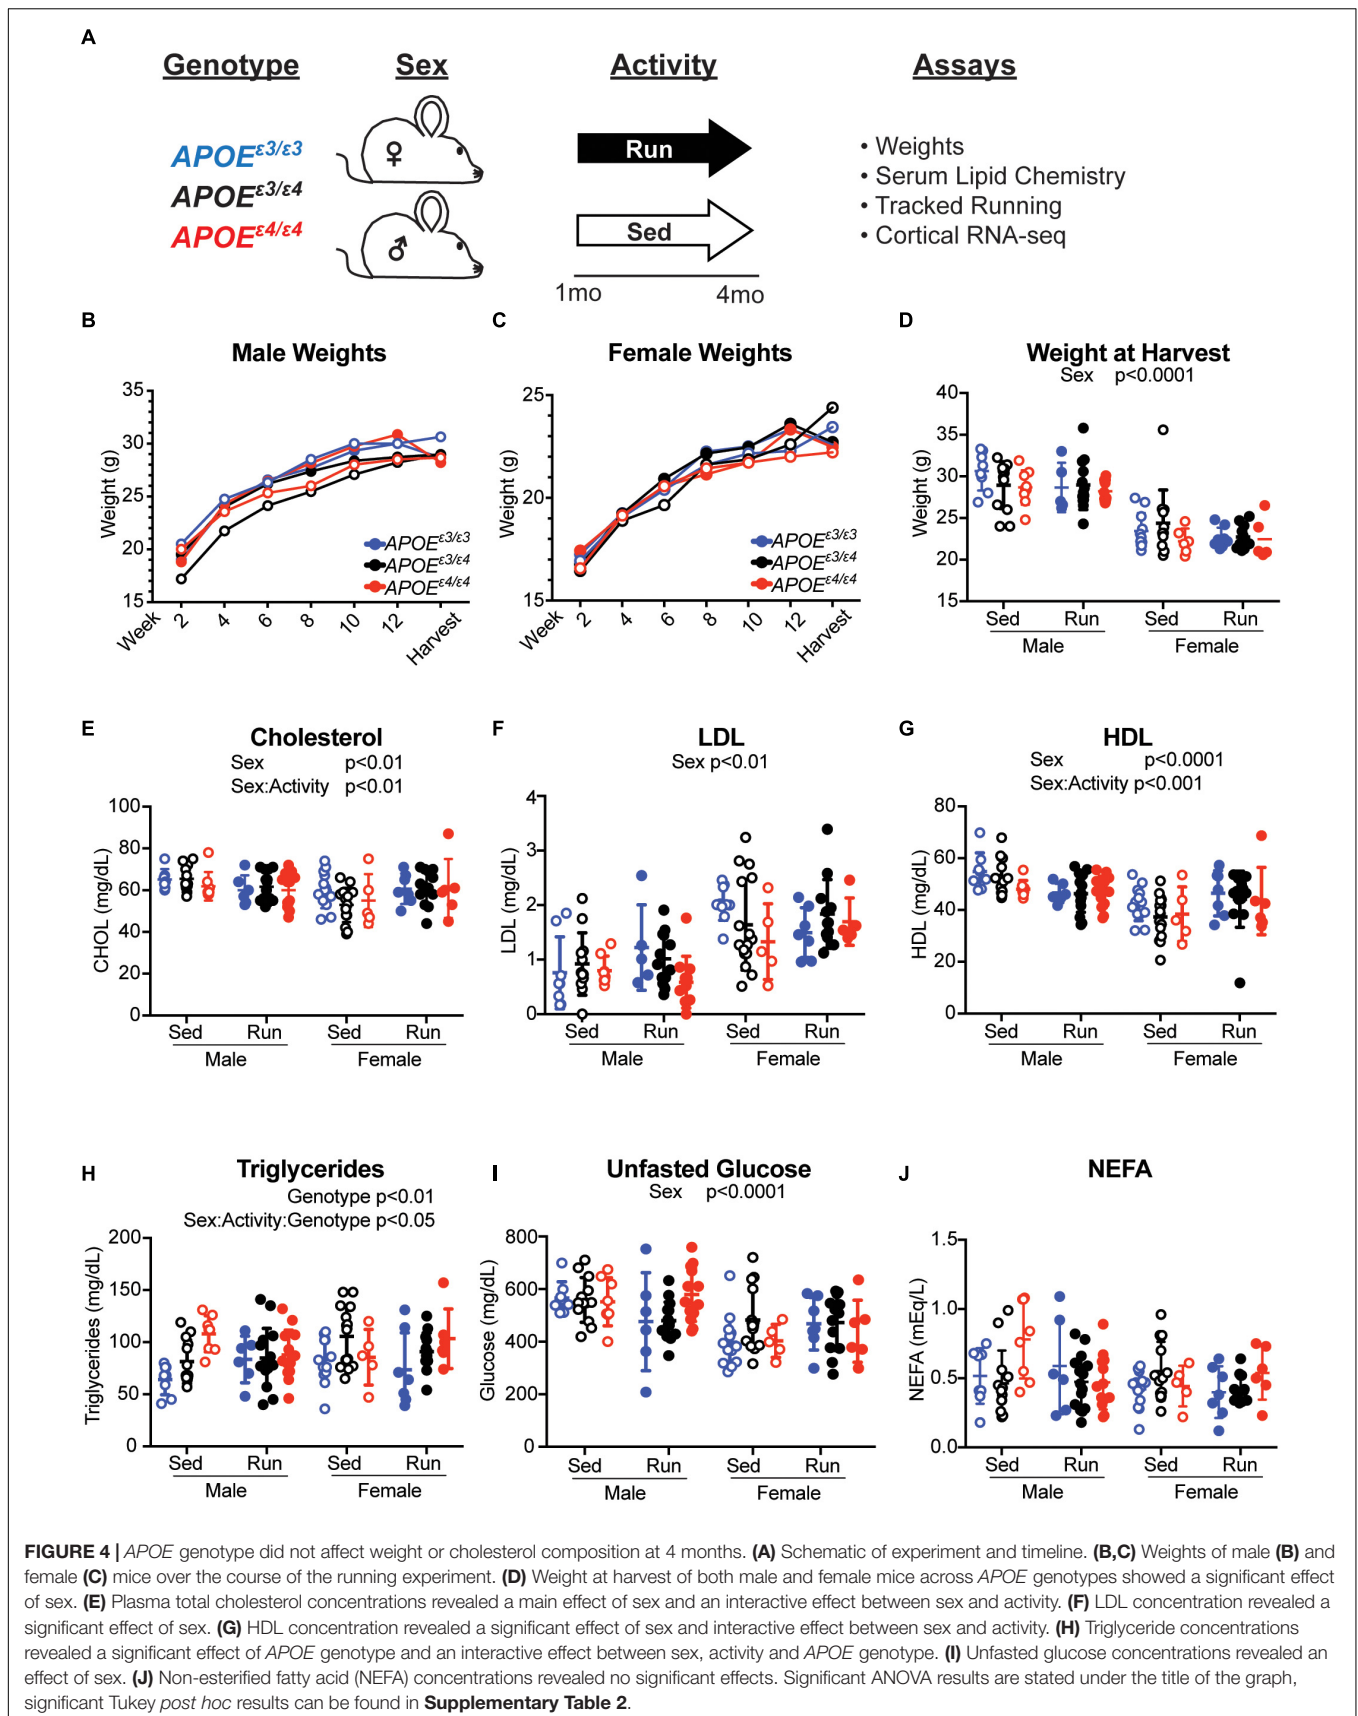 A
Genotype Sex Activity Assays
APOEε3/ε3
APOEε3/ε4
APOEε4/ε4
♀
♂
Run
Sed
1mo 4mo
• Weights
• Serum Lipid Chemistry
• Tracked Running
• Cortical RNA-seq
B
Male Weights
Weight (g)
35
30
25
20
15
Week 2 4 6 8 10 12 Harvest
APOEε3/ε3
APOEε3/ε4
APOEε4/ε4
C
Female Weights
Weight (g)
25
20
15
Week 2 4 6 8 10 12 Harvest
APOEε3/ε3
APOEε3/ε4
APOEε4/ε4
D
Weight at Harvest
Sex p<0.0001
Weight (g)
40
35
30
25
20
15
Sed Run Sed Run
Male Female
E
Cholesterol
Sex p<0.01
Sex:Activity p<0.01
CHOL (mg/dL)
100
80
60
40
20
0
Sed Run Sed Run
Male Female
F
LDL
Sex p<0.01
LDL (mg/dL)
4
3
2
1
0
Sed Run Sed Run
Male Female
G
HDL
Sex p<0.0001
Sex:Activity p<0.001
HDL (mg/dL)
80
60
40
20
0
Sed Run Sed Run
Male Female
H
Triglycerides
Genotype p<0.01
Sex:Activity:Genotype p<0.05
Triglycerides (mg/dL)
200
150
100
50
0
Sed Run Sed Run
Male Female
I
Unfasted Glucose
Sex p<0.0001
Glucose (mg/dL)
800
600
400
200
0
Sed Run Sed Run
Male Female
J
NEFA
NEFA (mEq/L)
1.5
1.0
0.5
0.0
Sed Run Sed Run
Male Female
FIGURE 4 | APOE genotype did not affect weight or cholesterol composition at 4 months. (A) Schematic of experiment and timeline. (B,C) Weights of male (B) and
female (C) mice over the course of the running experiment. (D) Weight at harvest of both male and female mice across APOE genotypes showed a significant effect
of sex. (E) Plasma total cholesterol concentrations revealed a main effect of sex and an interactive effect between sex and activity. (F) LDL concentration revealed a
significant effect of sex. (G) HDL concentration revealed a significant effect of sex and interactive effect between sex and activity. (H) Triglyceride concentrations
revealed a significant effect of APOE genotype and an interactive effect between sex, activity and APOE genotype. (I) Unfasted glucose concentrations revealed an
effect of sex. (J) Non-esterified fatty acid (NEFA) concentrations revealed no significant effects. Significant ANOVA results are stated under the title of the graph,
significant Tukey post hoc results can be found in Supplementary Table 2.